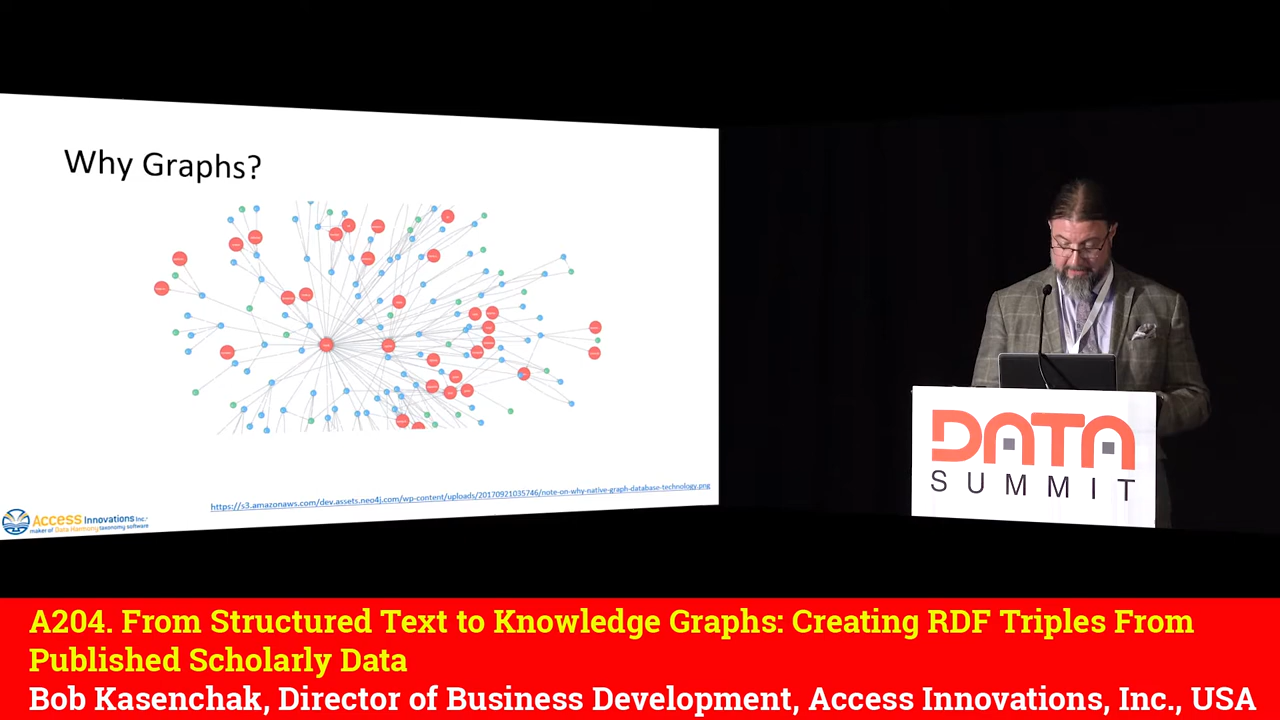 Why Graphs?
https://s3.amazonaws.com/dev.assets.neo4j.com/wp-content/uploads/20170921035746/note-on-why-native-graph-database-technology.png
Access Innovations Inc.
maker of Data Harmony taxonomy software
DATA
SUMMIT
A204. From Structured Text to Knowledge Graphs: Creating RDF Triples From
Published Scholarly Data
Bob Kasenchak, Director of Business Development, Access Innovations, Inc., USA